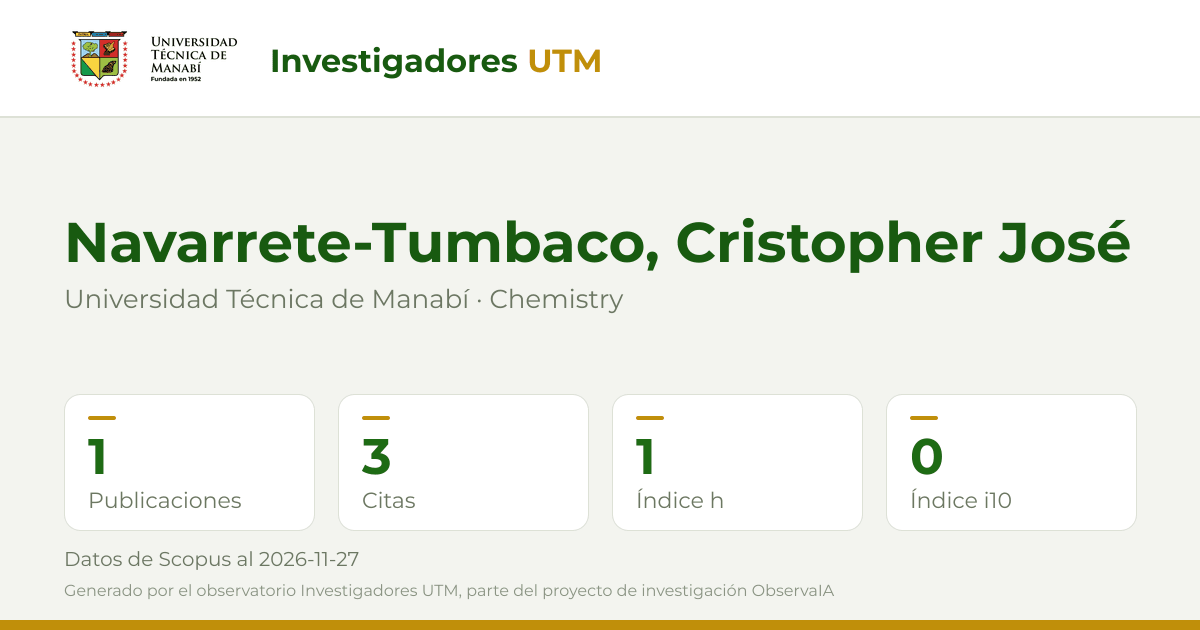 UNIVERSIDAD
TÉCNICA DE
MANABÍ
Fundada en 1952
Investigadores UTM
Navarrete-Tumbaco, Cristopher José
Universidad Técnica de Manabí · Chemistry
1
Publicaciones
3
Citas
1
Índice h
0
Índice i10
Datos de Scopus al 2026-11-27
Generado por el observatorio Investigadores UTM, parte del proyecto de investigación ObservaIA